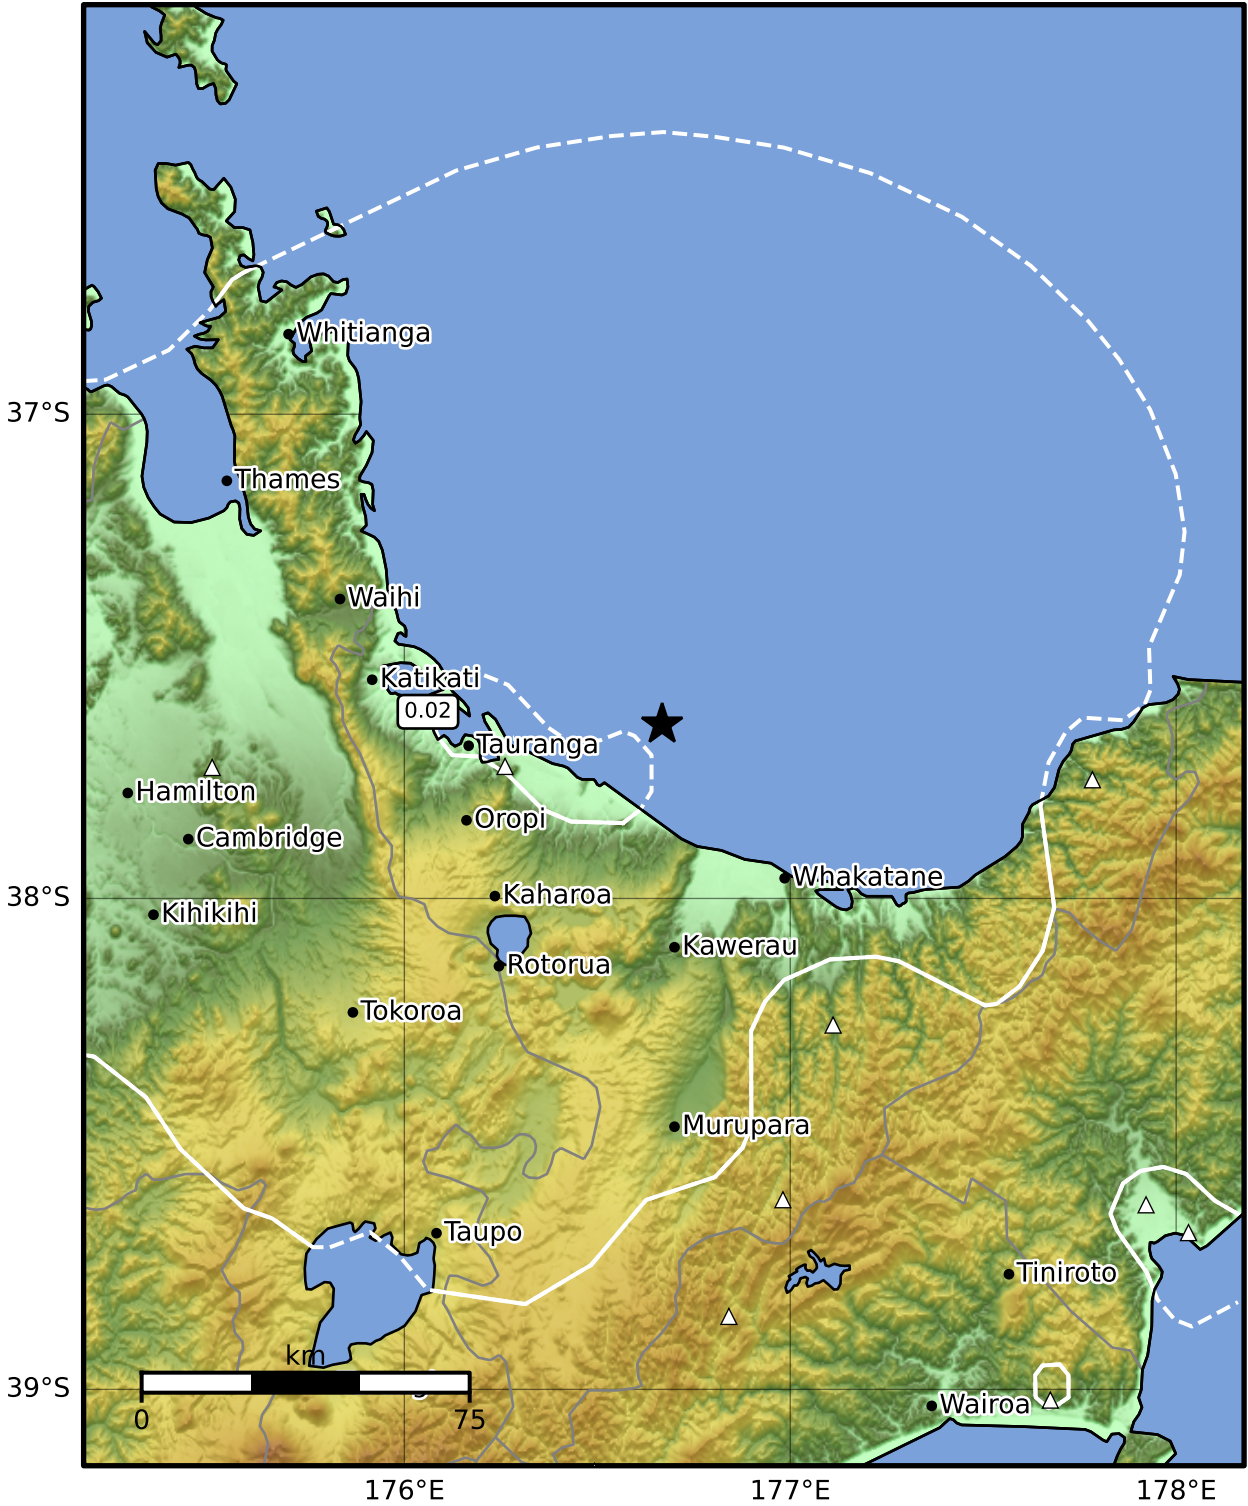 Whitianga
37°S
Thames
Waihi
Katikati
0.02
Tauranga
Hamilton
Oropi
Cambridge
Whakatane
38°S
Kaharoa
Kihikihi
Kawerau
Rotorua
Tokoroa
Murupara
Taupo
Tiniroto
km
39°S
Wairoa
0
75
176°E
177°E
178°E